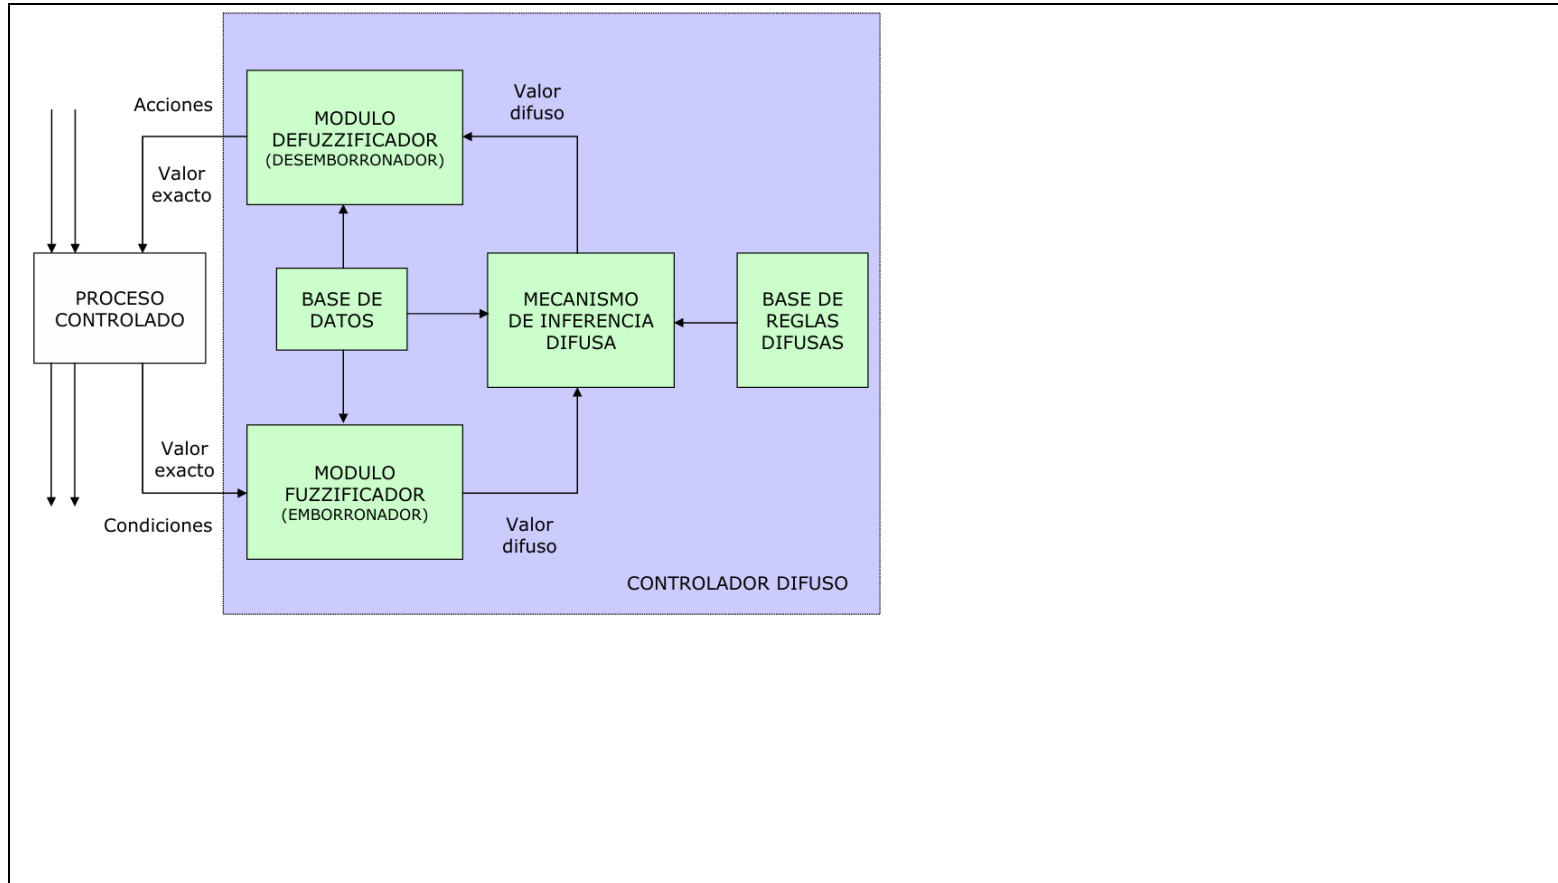 Acciones
Valor
exacto
MODULO
DEFUZZIFICADOR
(DESEMBORRONADOR)
Valor
difuso
PROCESO
CONTROLADO
BASE DE
DATOS
MECANISMO
DE INFERENCIA
DIFUSA
BASE DE
REGLAS
DIFUSAS
Valor
exacto
Condiciones
MODULO
FUZZIFICADOR
(EMBORRONADOR)
Valor
difuso
CONTROLADOR DIFUSO